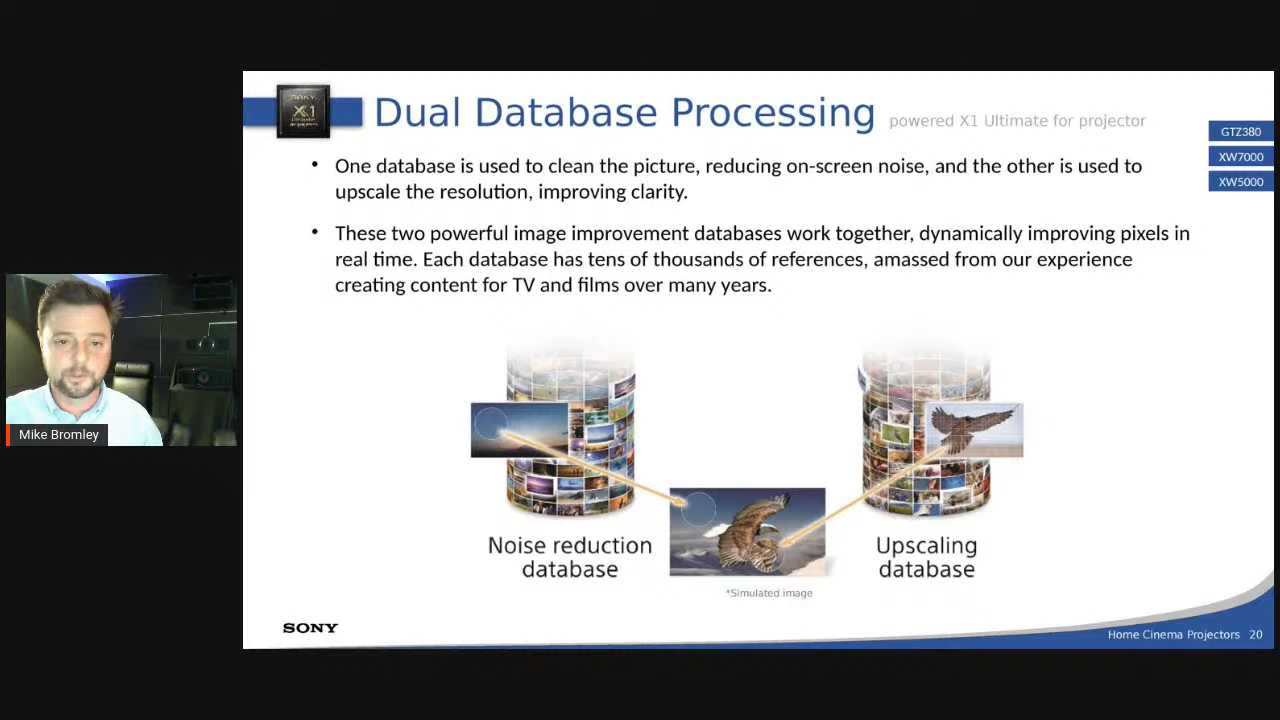 Dual Database Processing powered X1 Ultimate for projector
GTZ380
XW7000
XW5000
• One database is used to clean the picture, reducing on-screen noise, and the other is used to
upscale the resolution, improving clarity.
• These two powerful image improvement databases work together, dynamically improving pixels in
real time. Each database has tens of thousands of references, amassed from our experience
creating content for TV and films over many years.
Mike Bromley
Noise reduction
database
Upscaling
database
*Simulated image
SONY
Home Cinema Projectors 20